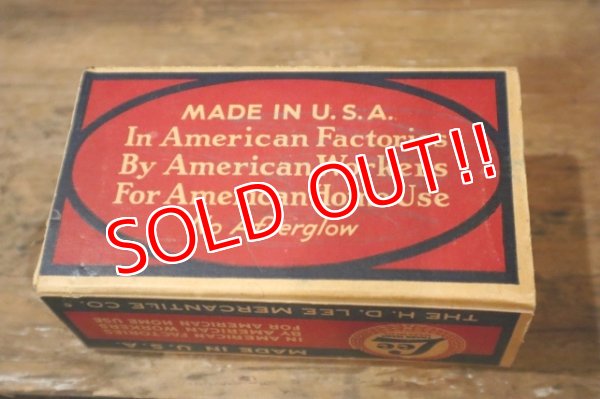 MADE IN U.S.A.
In American Factories
By American Workers
For American Home Use
No Afterglow
SOLD OUT!!
THE H. D. LEE MERCANTILE CO.
Lee
MADE IN U.S.A.
IN AMERICAN FACTORIES
BY AMERICAN WORKERS
FOR AMERICAN HOME USE